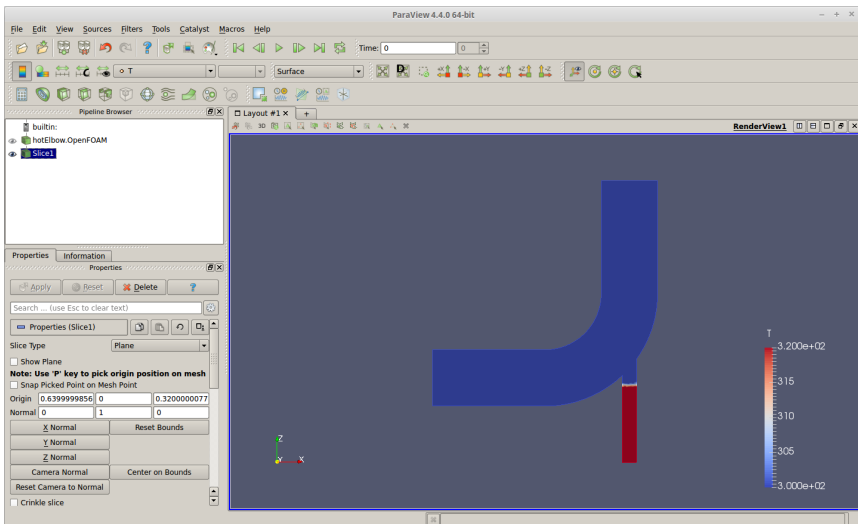 ParaView 4.4.0 64-bit
File Edit View Sources Filters Tools Catalyst Macros Help
Time: 0 0
T Surface
Pipeline Browser
Layout #1
builtin:
hotElbow.OpenFOAM
Slice1
3D
RenderView1
Properties Information
Properties
Apply Reset Delete ?
Search ... (use Esc to clear text)
Properties (Slice1)
Slice Type Plane
Show Plane
Note: Use 'P' key to pick origin position on mesh
Snap Picked Point on Mesh Point
Origin 0.6399999856 0 0.3200000077
Normal 0 1 0
X Normal Reset Bounds
Y Normal
Z Normal
Camera Normal Center on Bounds
Reset Camera to Normal
Crinkle slice
Z
Y X
T
3.200e+02
315
310
305
3.000e+02